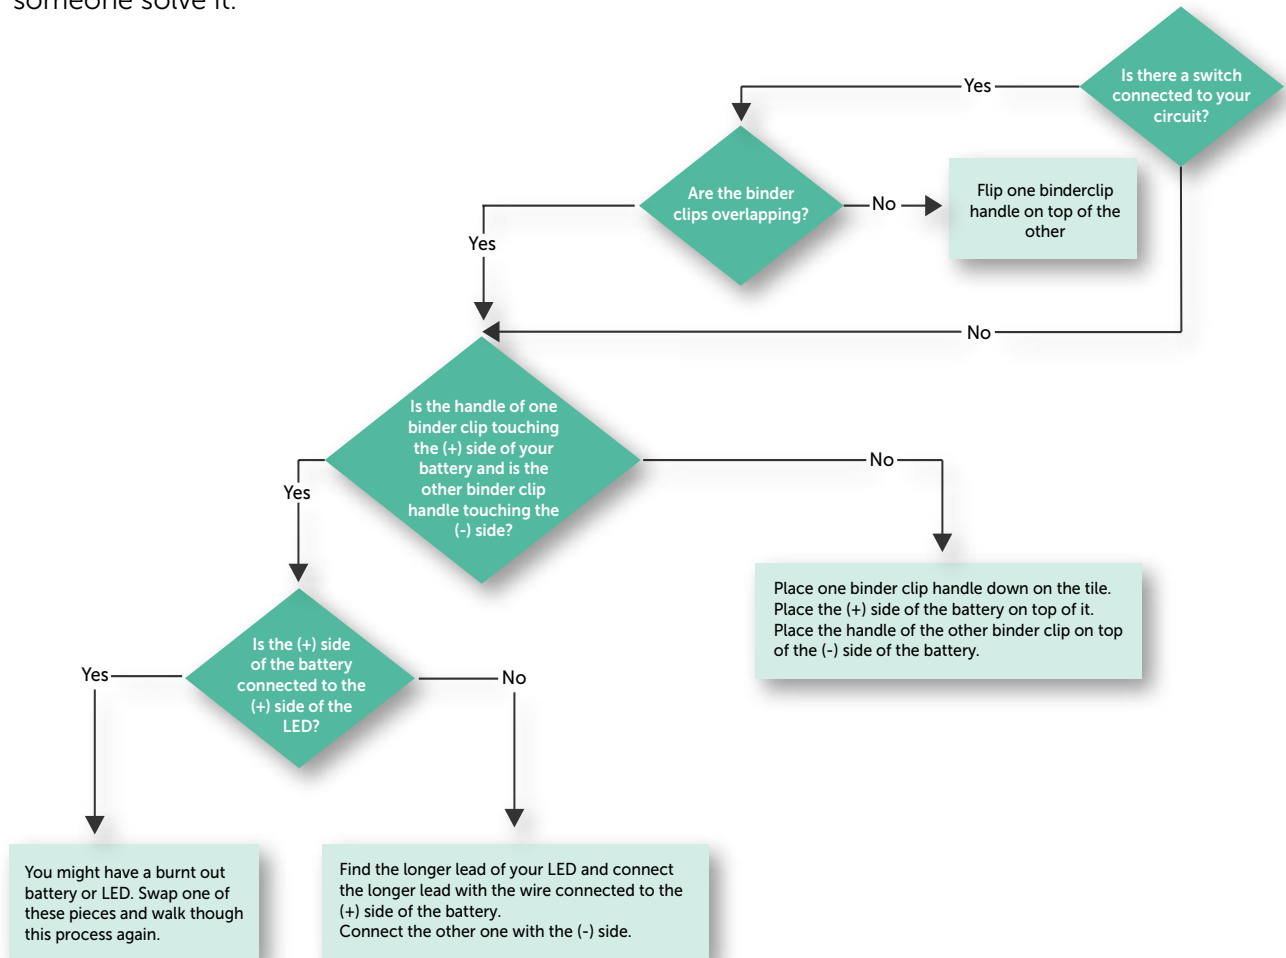 someone solve it.
Is there a switch
connected to your
circuit?
Yes
Are the binder
clips overlapping?
No
Flip one binderclip
handle on top of the
other
Yes
No
Is the handle of one
binder clip touching
the (+) side of your
battery and is the
other binder clip
handle touching the
(-) side?
No
Yes
Place one binder clip handle down on the tile.
Place the (+) side of the battery on top of it.
Place the handle of the other binder clip on top
of the (-) side of the battery.
Is the (+) side
of the battery
connected to the
(+) side of the
LED?
Yes
No
You might have a burnt out
battery or LED. Swap one of
these pieces and walk though
this process again.
Find the longer lead of your LED and connect
the longer lead with the wire connected to the
(+) side of the battery.
Connect the other one with the (-) side.